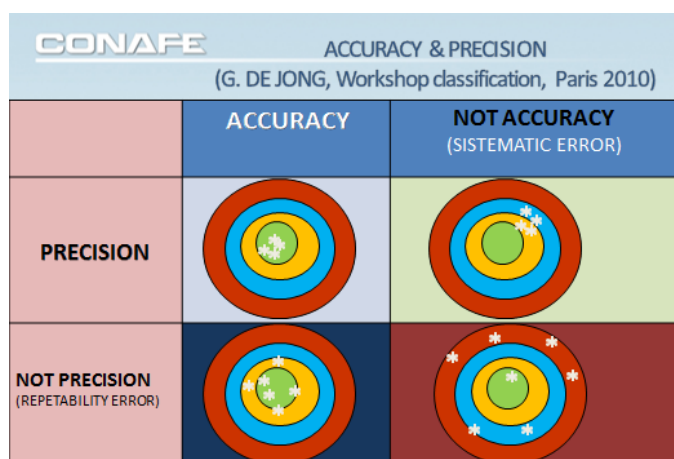 CONAFE
ACCURACY & PRECISION
(G. DE JONG, Workshop classification, Paris 2010)
ACCURACY
NOT ACCURACY
(SISTEMATIC ERROR)
PRECISION
NOT PRECISION
(REPETABILITY ERROR)